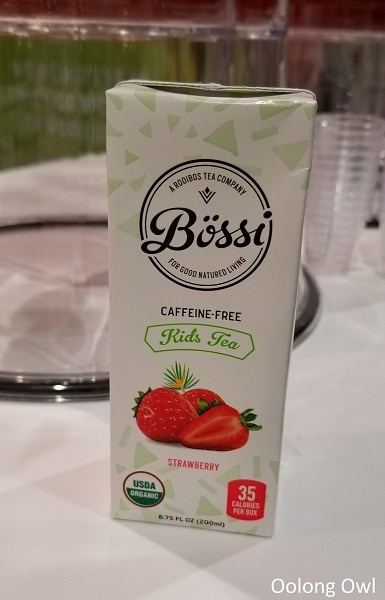 A ROOIBOS TEA COMPANY
Bössi
FOR GOOD NATURED LIVING
CAFFEINE-FREE
Kids Tea
STRAWBERRY
USDA
ORGANIC
35
CALORIES
PER BOX
6.75 FL OZ (200ml)
Oolong Owl